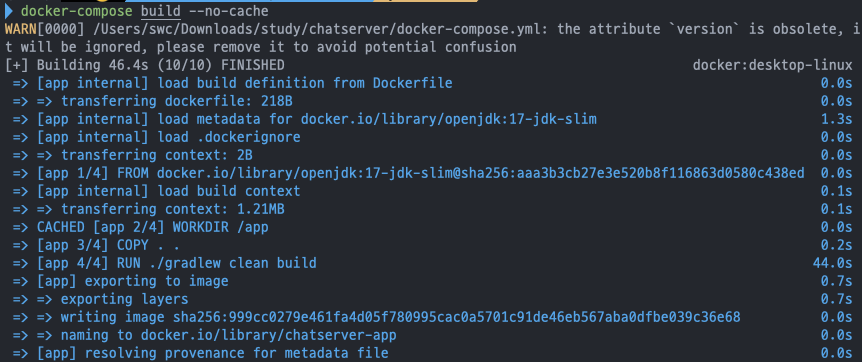 docker-compose build --no-cache
WARN[0000] /Users/swc/Downloads/study/chatserver/docker-compose.yml: the attribute `version` is obsolete, i
t will be ignored, please remove it to avoid potential confusion
[+] Building 46.4s (10/10) FINISHED docker:desktop-linux
=> [app internal] load build definition from Dockerfile 0.0s
=> => transferring dockerfile: 218B 0.0s
=> [app internal] load metadata for docker.io/library/openjdk:17-jdk-slim 1.3s
=> [app internal] load .dockerignore 0.0s
=> => transferring context: 2B 0.0s
=> [app 1/4] FROM docker.io/library/openjdk:17-jdk-slim@sha256:aaa3b3cb27e3e520b8f116863d0580c438ed 0.0s
=> [app internal] load build context 0.1s
=> => transferring context: 1.21MB 0.1s
=> CACHED [app 2/4] WORKDIR /app 0.0s
=> [app 3/4] COPY . . 0.2s
=> [app 4/4] RUN ./gradlew clean build 44.0s
=> [app] exporting to image 0.7s
=> => exporting layers 0.7s
=> => writing image sha256:999cc0279e461fa4d05f780995cac0a5701c91de46eb567aba0dfbe039c36e68 0.0s
=> => naming to docker.io/library/chatserver-app 0.0s
=> [app] resolving provenance for metadata file 0.0s